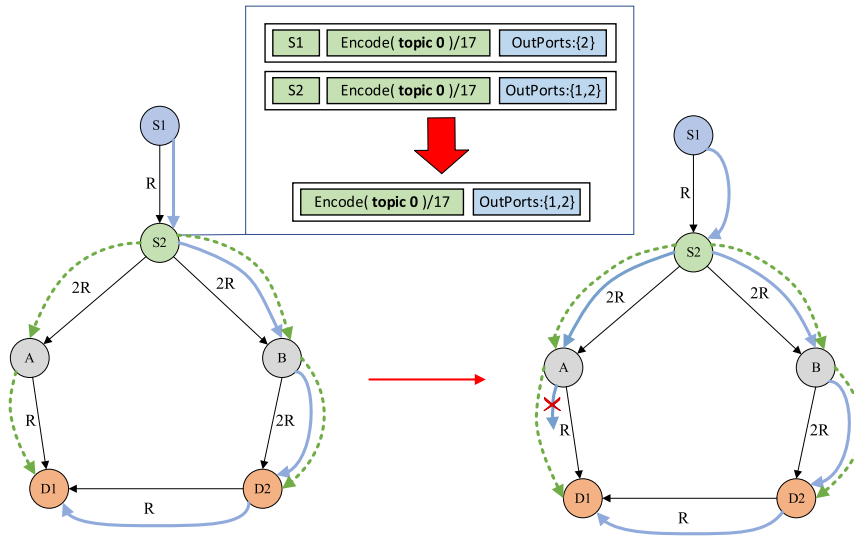 S1 Encode( topic 0 )/17 OutPorts:{2}
S2 Encode( topic 0 )/17 OutPorts:{1,2}
Encode( topic 0 )/17 OutPorts:{1,2}
S1
R
S2
2R
2R
A
B
R
2R
D1
D2
R
S1
R
S2
2R
2R
A
B
R
2R
D1
D2
R